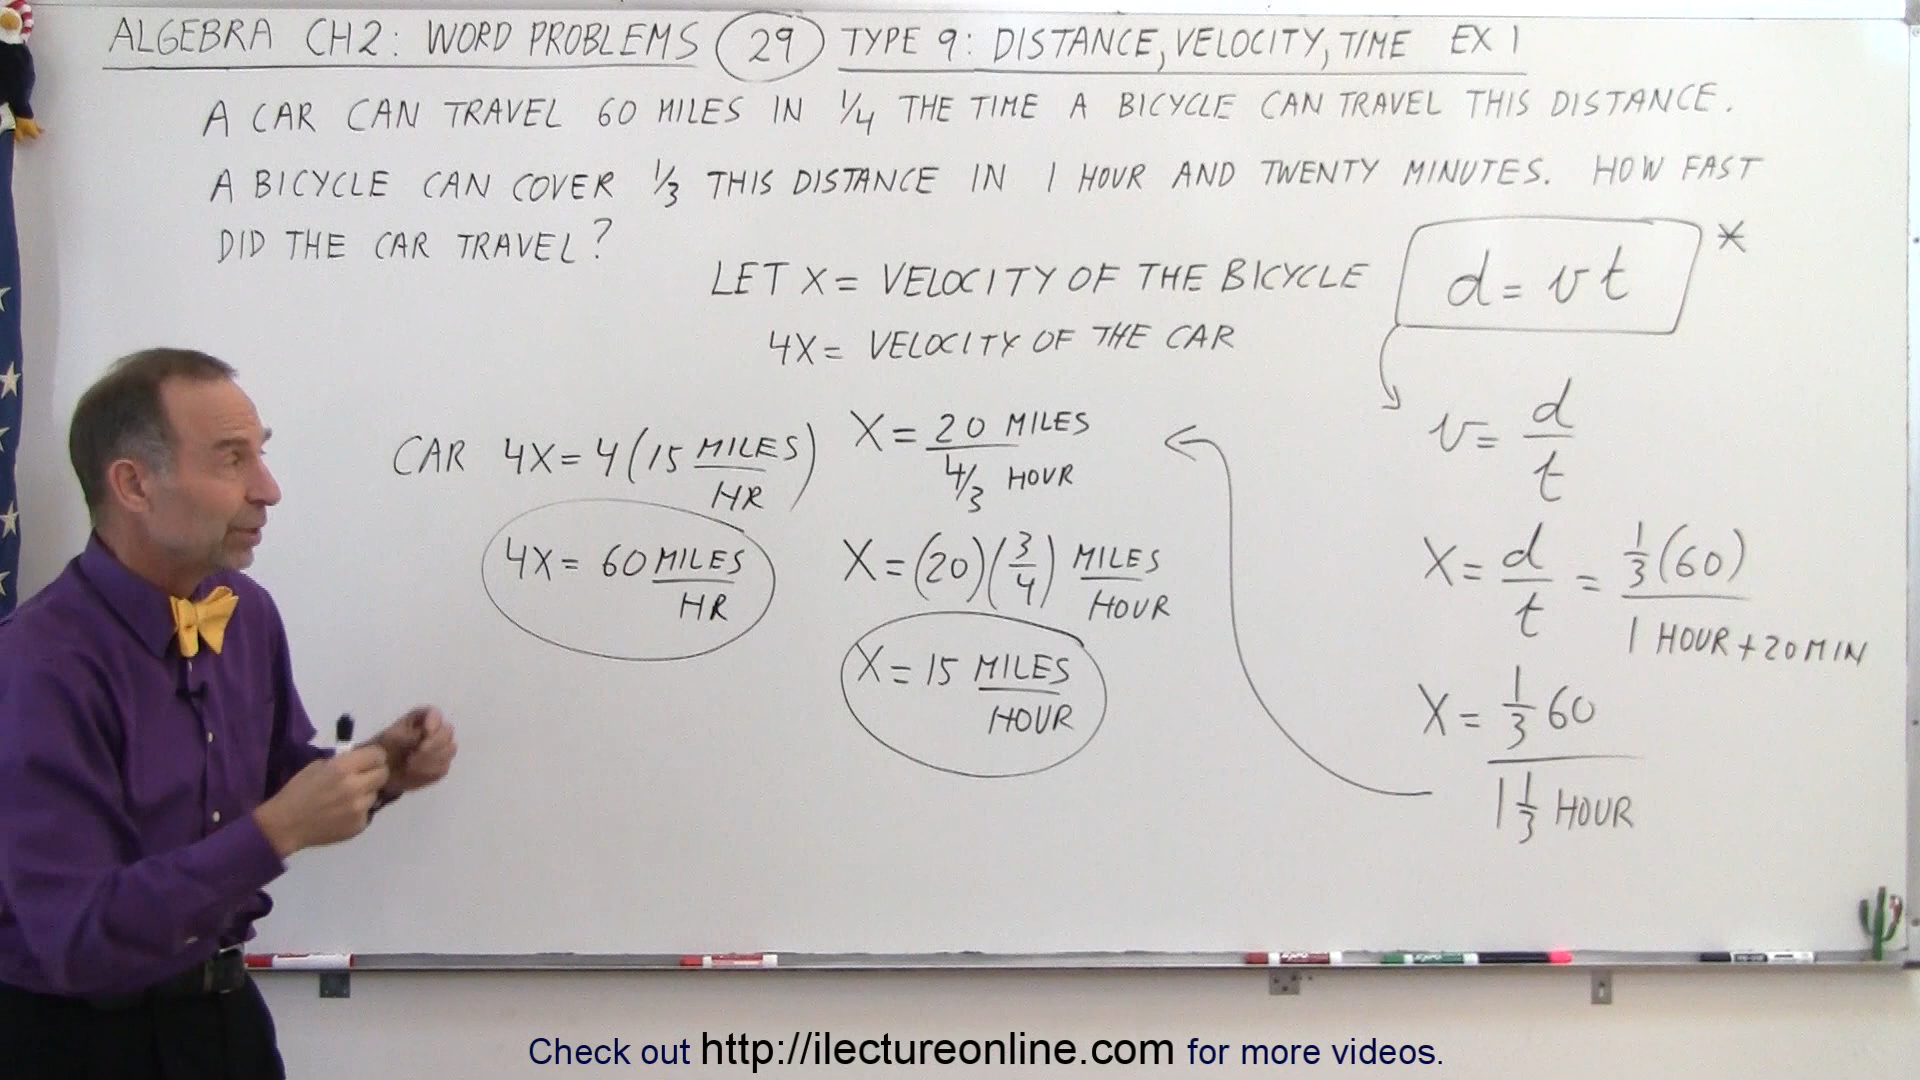 ALGEBRA CH2: WORD PROBLEMS 29 TYPE 9: DISTANCE, VELOCITY, TIME EX 1
A CAR CAN TRAVEL 60 MILES IN 1/4 THE TIME A BICYCLE CAN TRAVEL THIS DISTANCE.
A BICYCLE CAN COVER 1/3 THIS DISTANCE IN 1 HOUR AND TWENTY MINUTES. HOW FAST
DID THE CAR TRAVEL?
LET X = VELOCITY OF THE BICYCLE
4X = VELOCITY OF THE CAR
d = vt *
v = d/t
X = d/t = 1/3(60) / 1 HOUR + 20 MIN
X = 1/3 60 / 1 1/3 HOUR
X = 20 MILES / 4/3 HOUR
X = (20)(3/4) MILES/HOUR
X = 15 MILES/HOUR
CAR 4X = 4(15 MILES/HR)
4X = 60 MILES/HR
Check out http://ilectureonline.com for more videos.